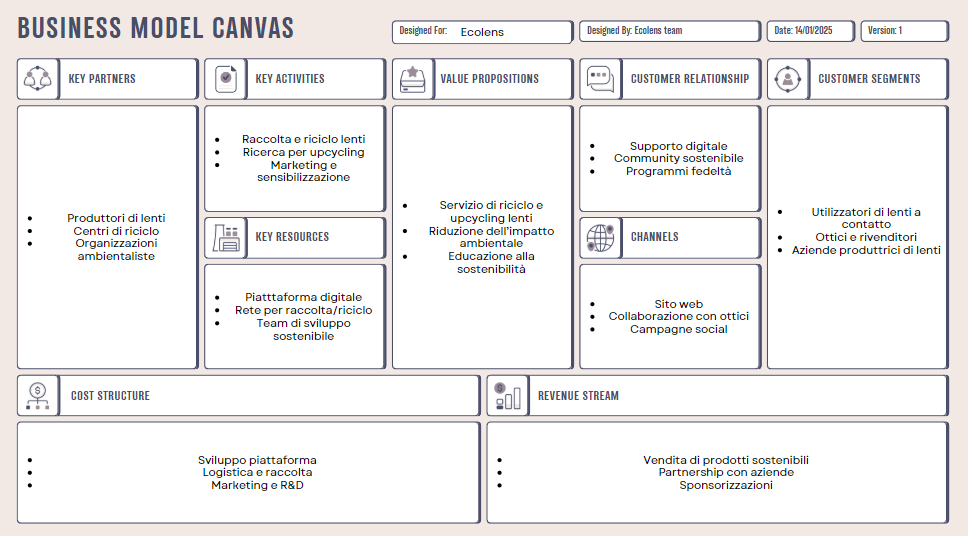 BUSINESS MODEL CANVAS
Designed For: Ecolens
Designed By: Ecolens team
Date: 14/01/2025
Version: 1
KEY PARTNERS
Produttori di lenti
Centri di riciclo
Organizzazioni
ambientaliste
KEY ACTIVITIES
Raccolta e riciclo lenti
Ricerca per upcycling
Marketing e
sensibilizzazione
KEY RESOURCES
Piatttaforma digitale
Rete per raccolta/riciclo
Team di sviluppo
sostenibile
VALUE PROPOSITIONS
Servizio di riciclo e
upcycling lenti
Riduzione dell'impatto
ambientale
Educazione alla
sostenibilità
CUSTOMER RELATIONSHIP
Supporto digitale
Community sostenibile
Programmi fedeltà
CHANNELS
Sito web
Collaborazione con ottici
Campagne social
CUSTOMER SEGMENTS
Utilizzatori di lenti a
contatto
Ottici e rivenditori
Aziende produttrici di lenti
COST STRUCTURE
Sviluppo piattaforma
Logistica e raccolta
Marketing e R&D
REVENUE STREAM
Vendita di prodotti sostenibili
Partnership con aziende
Sponsorizzazioni